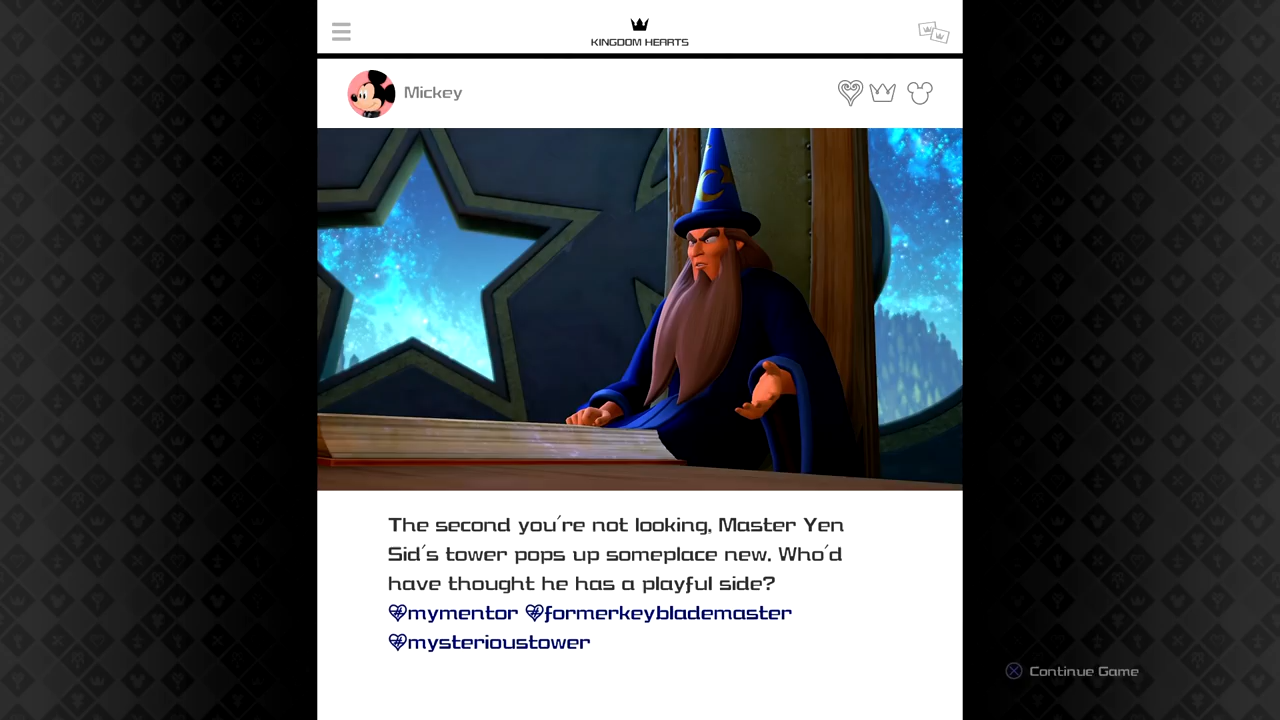 KINGDOM HEARTS
Mickey
The second you're not looking, Master Yen
Sid's tower pops up someplace new. Who'd
have thought he has a playful side?
#mymentor #formerkeyblademaster
#mysterioustower
Continue Game